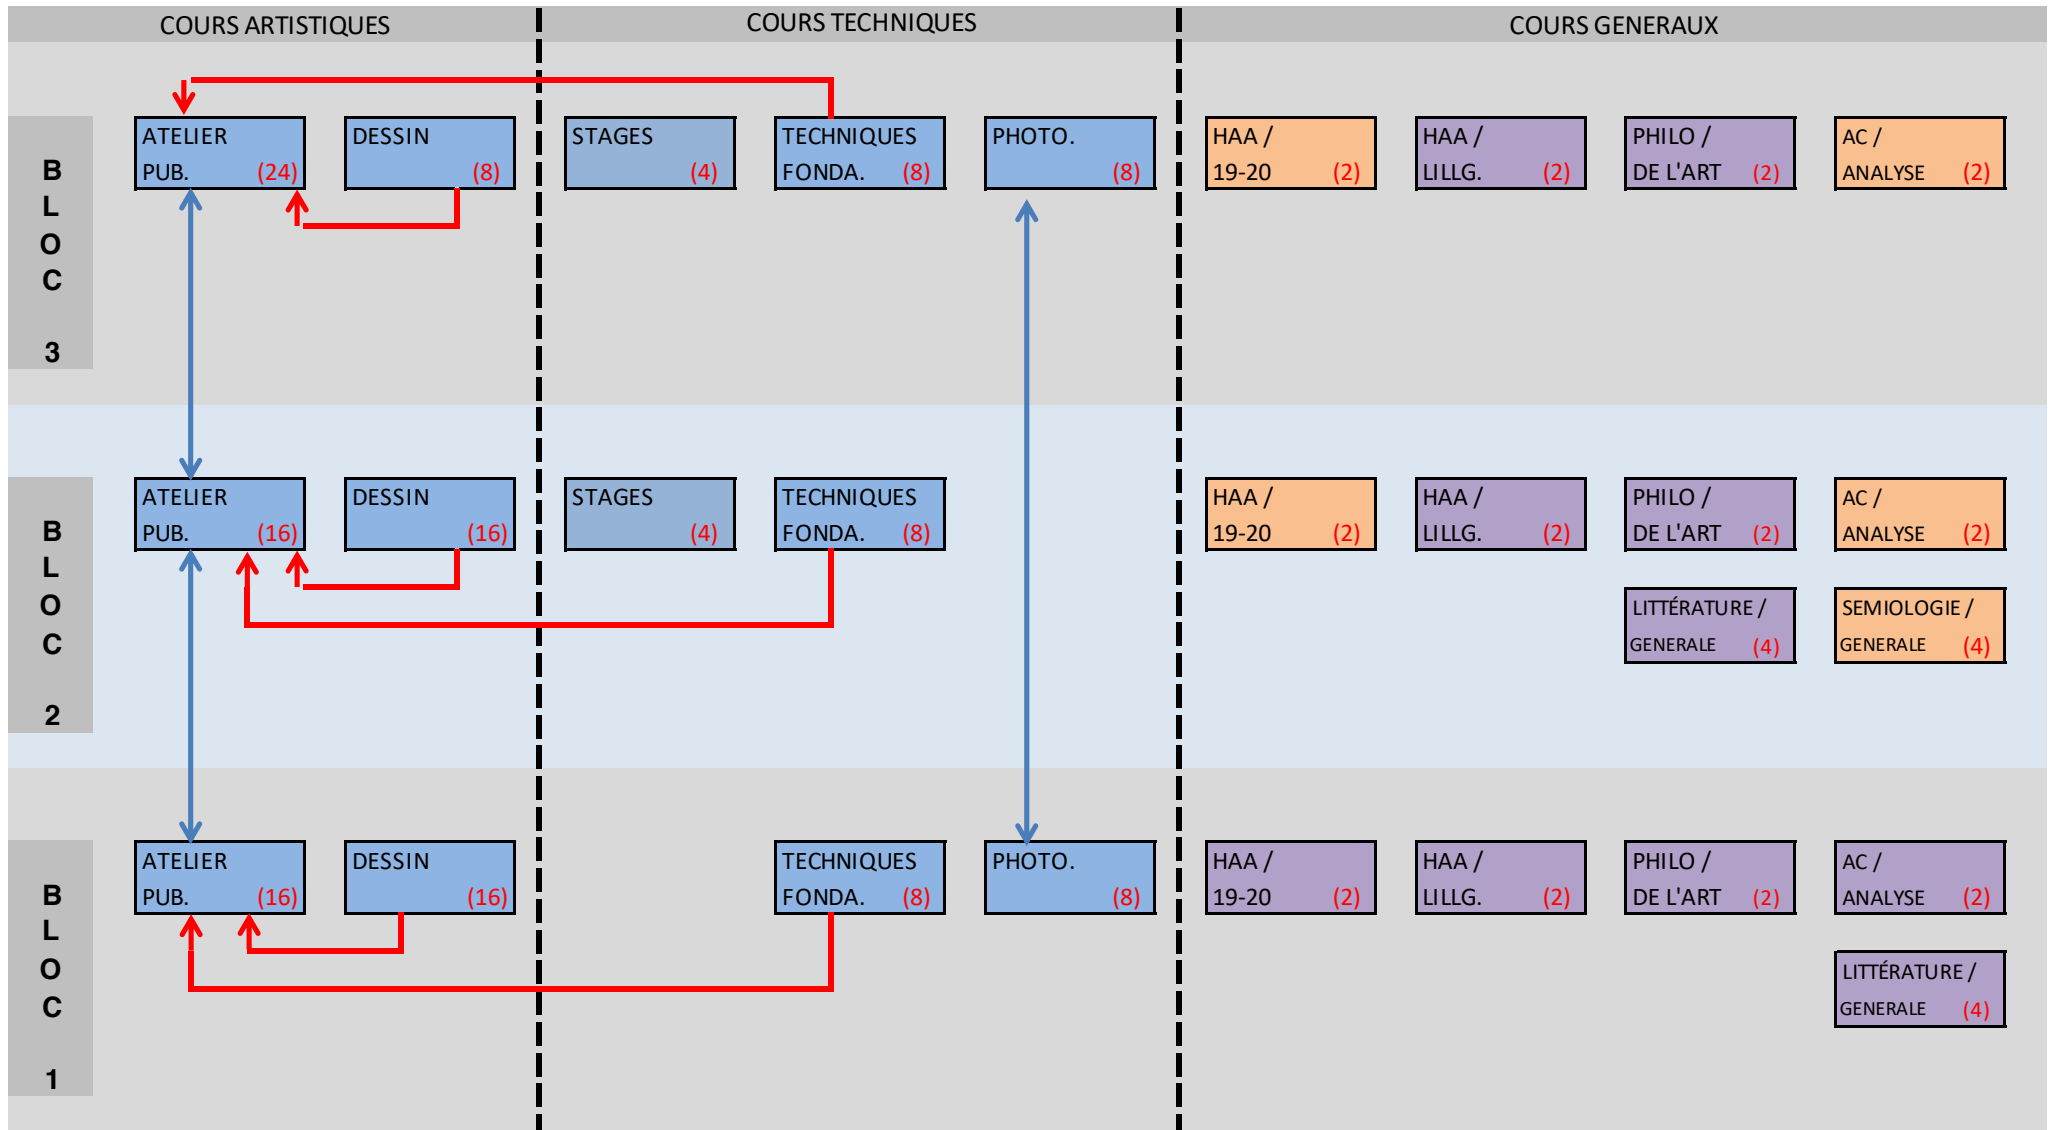 COURS ARTISTIQUES
COURS TECHNIQUES
COURS GENERAUX
B
L
O
C
3
ATELIER
PUB. (24)
DESSIN
(8)
STAGES
(4)
TECHNIQUES
FONDA. (8)
PHOTO.
(8)
HAA /
19-20 (2)
HAA /
LILLG. (2)
PHILO /
DE L'ART (2)
AC /
ANALYSE (2)
B
L
O
C
2
ATELIER
PUB. (16)
DESSIN
(16)
STAGES
(4)
TECHNIQUES
FONDA. (8)
HAA /
19-20 (2)
HAA /
LILLG. (2)
PHILO /
DE L'ART (2)
AC /
ANALYSE (2)
LITTÉRATURE /
GENERALE (4)
SEMIOLOGIE /
GENERALE (4)
B
L
O
C
1
ATELIER
PUB. (16)
DESSIN
(16)
TECHNIQUES
FONDA. (8)
PHOTO.
(8)
HAA /
19-20 (2)
HAA /
LILLG. (2)
PHILO /
DE L'ART (2)
AC /
ANALYSE (2)
LITTÉRATURE /
GENERALE (4)